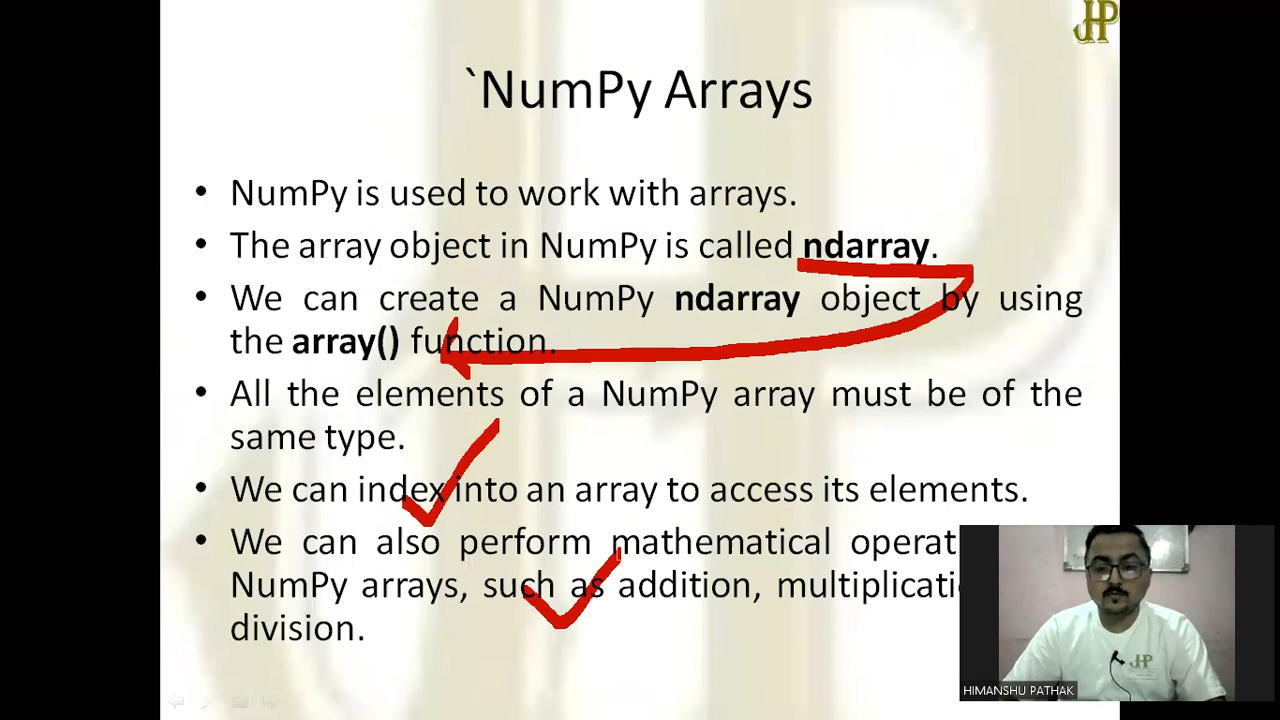 JHP
`NumPy Arrays
• NumPy is used to work with arrays.
• The array object in NumPy is called ndarray.
• We can create a NumPy ndarray object by using
the array() function.
• All the elements of a NumPy array must be of the
same type.
• We can index into an array to access its elements.
• We can also perform mathematical operat
NumPy arrays, such as addition, multiplicati
division.
JHP
HIMANSHU PATHAK